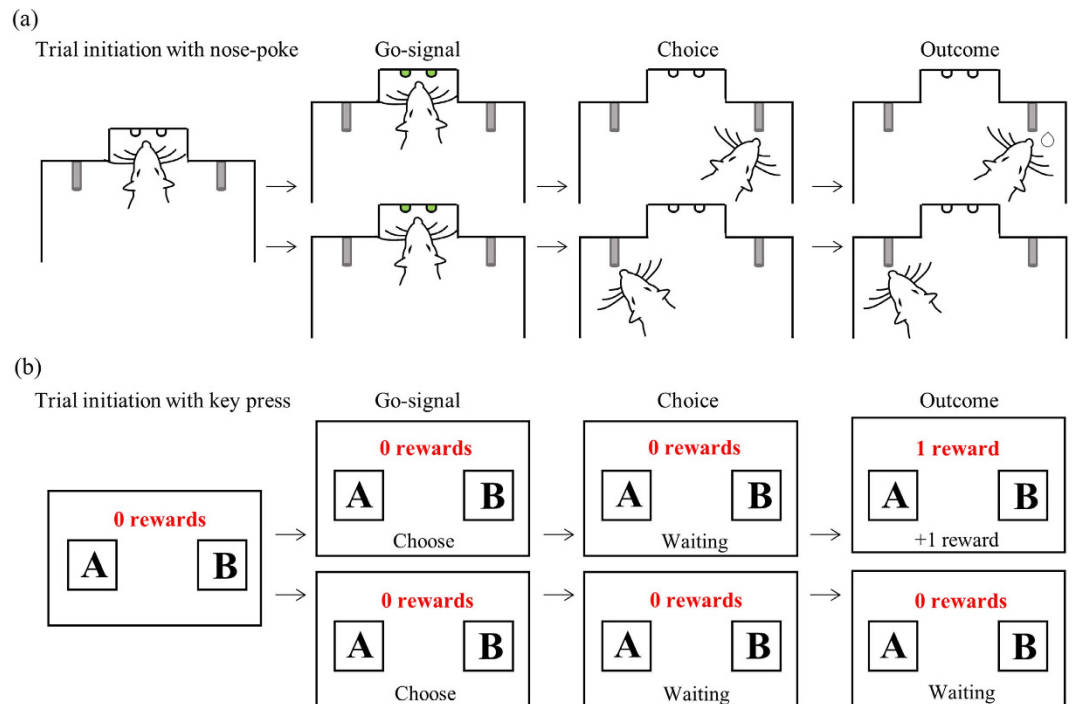 (a)
Trial initiation with nose-poke Go-signal Choice Outcome
(b)
Trial initiation with key press Go-signal Choice Outcome
0 rewards 0 rewards 1 reward
A B A B A B
0 rewards
A B
Choose Waiting +1 reward
0 rewards 0 rewards 0 rewards
A B A B A B
Choose Waiting Waiting